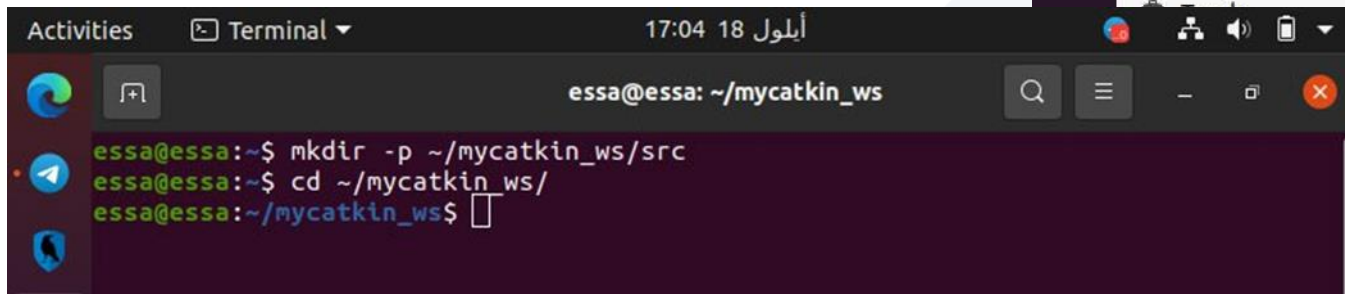 Activities Terminal 17:04 18 أيلول
essa@essa: ~/mycatkin_ws
essa@essa:~$ mkdir -p ~/mycatkin_ws/src
essa@essa:~$ cd ~/mycatkin_ws/
essa@essa:~/mycatkin_ws$